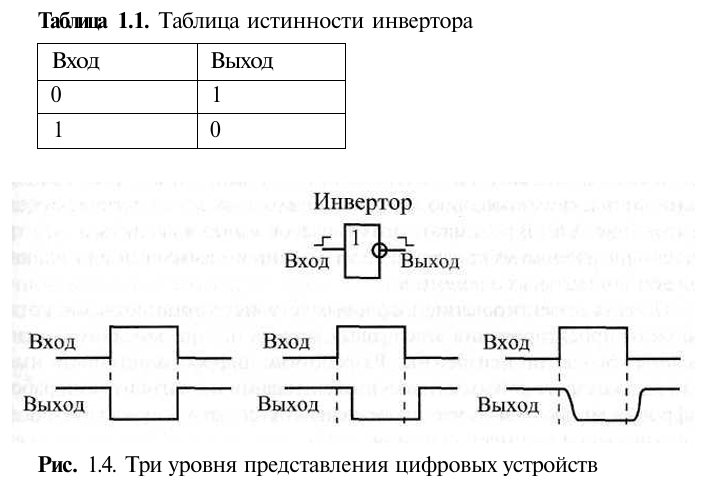 Таблица 1.1. Таблица истинности инвертора
Вход Выход
0 1
1 0
Инвертор
1
Вход Выход
Вход Вход Вход
Выход Выход Выход
Рис. 1.4. Три уровня представления цифровых устройств